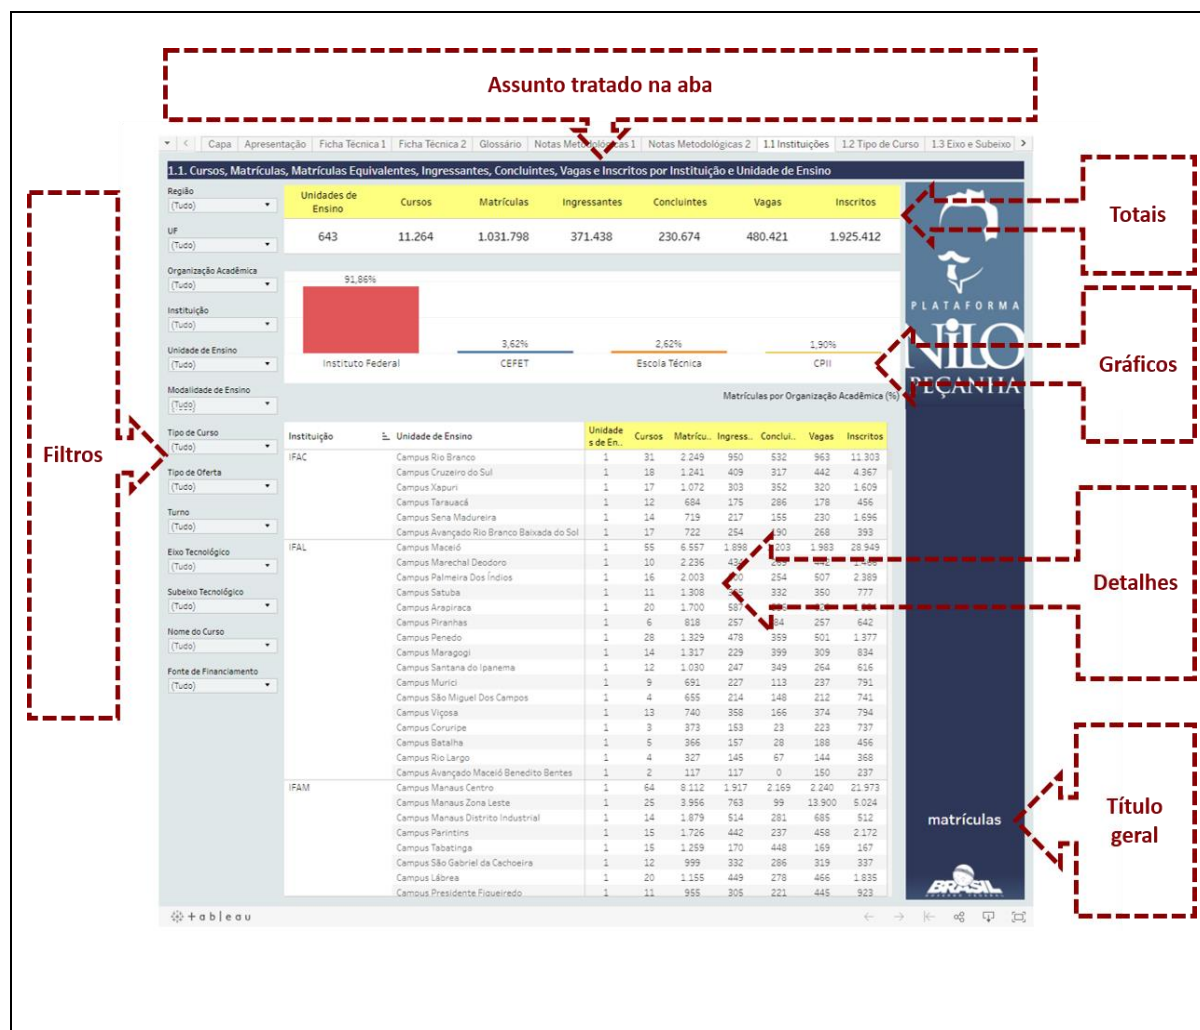 Assunto tratado na aba
Capa Apresentação Ficha Técnica 1 Ficha Técnica 2 Glossário Notas Metodológicas 1 Notas Metodológicas 2 1.1 Instituições 1.2 Tipo de Curso 1.3 Eixo e Subeixo
1.1. Cursos, Matrículas, Matrículas Equivalentes, Ingressantes, Concluintes, Vagas e Inscritos por Instituição e Unidade de Ensino
Filtros
Região
(Tudo)
UF
(Tudo)
Organização Acadêmica
(Tudo)
Instituição
(Tudo)
Unidade de Ensino
(Tudo)
Modalidade de Ensino
(Tudo)
Tipo de Curso
(Tudo)
Tipo de Oferta
(Tudo)
Turno
(Tudo)
Eixo Tecnológico
(Tudo)
Subeixo Tecnológico
(Tudo)
Nome do Curso
(Tudo)
Fonte de Financiamento
(Tudo)
Unidades de Ensino Cursos Matrículas Ingressantes Concluintes Vagas Inscritos
643 11.264 1.031.798 371.438 230.674 480.421 1.925.412
91,86% 3,62% 2,62% 1,90%
Instituto Federal CEFET Escola Técnica CPII
Matrículas por Organização Acadêmica (%)
Instituição Unidade de Ensino Unidade s de En.. Cursos Matrícu.. Ingress.. Conclui.. Vagas Inscritos
IFAC Campus Rio Branco 1 31 2.249 950 532 963 11.303
Campus Cruzeiro do Sul 1 18 1.241 409 317 442 4.367
Campus Xapuri 1 17 1.072 303 352 320 1.609
Campus Tarauacá 1 12 684 175 286 178 456
Campus Sena Madureira 1 14 719 217 155 230 1.696
Campus Avançado Rio Branco Baixada do Sol 1 17 722 254 190 268 393
IFAL Campus Maceió 1 55 6.557 1.898 203 1.983 28.949
Campus Marechal Deodoro 1 10 2.236 442
Campus Palmeira Dos Índios 1 16 2.003 254 507 2.389
Campus Satuba 1 11 1.308 332 350 777
Campus Arapiraca 1 20 1.700 587
Campus Piranhas 1 6 818 257 84 257 642
Campus Penedo 1 28 1.329 478 359 501 1.377
Campus Maragogi 1 14 1.317 229 399 309 834
Campus Santana do Ipanema 1 12 1.030 247 349 264 616
Campus Murici 1 9 691 227 113 237 791
Campus São Miguel Dos Campos 1 4 655 214 148 212 741
Campus Viçosa 1 13 740 358 166 374 794
Campus Coruripe 1 3 373 153 23 223 737
Campus Batalha 1 5 366 157 28 188 456
Campus Rio Largo 1 4 327 145 67 144 368
Campus Avançado Maceió Benedito Bentes 1 2 117 117 0 150 237
IFAM Campus Manaus Centro 1 64 8.112 1.917 2.169 2.240 21.973
Campus Manaus Zona Leste 1 25 3.956 763 99 13.900 5.024
Campus Manaus Distrito Industrial 1 14 1.879 514 281 685 512
Campus Parintins 1 15 1.726 442 237 458 2.172
Campus Tabatinga 1 15 1.259 170 448 169 167
Campus São Gabriel da Cachoeira 1 12 999 332 286 319 337
Campus Lábrea 1 20 1.155 449 278 466 1.835
Campus Presidente Figueiredo 1 11 955 305 221 445 923
PLATAFORMA
NILO
PEÇANHA
matrículas
BRASIL
Totais
Gráficos
Detalhes
Título
geral
+ a b l e a u